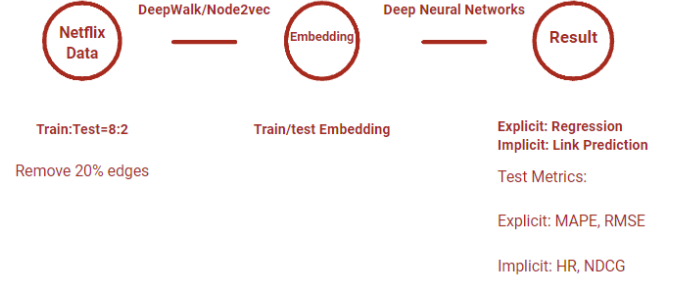 DeepWalk/Node2vec
Deep Neural Networks
Netflix
Data
Embedding
Result
Train:Test=8:2
Remove 20% edges
Train/test Embedding
Explicit: Regression
Implicit: Link Prediction
Test Metrics:
Explicit: MAPE, RMSE
Implicit: HR, NDCG